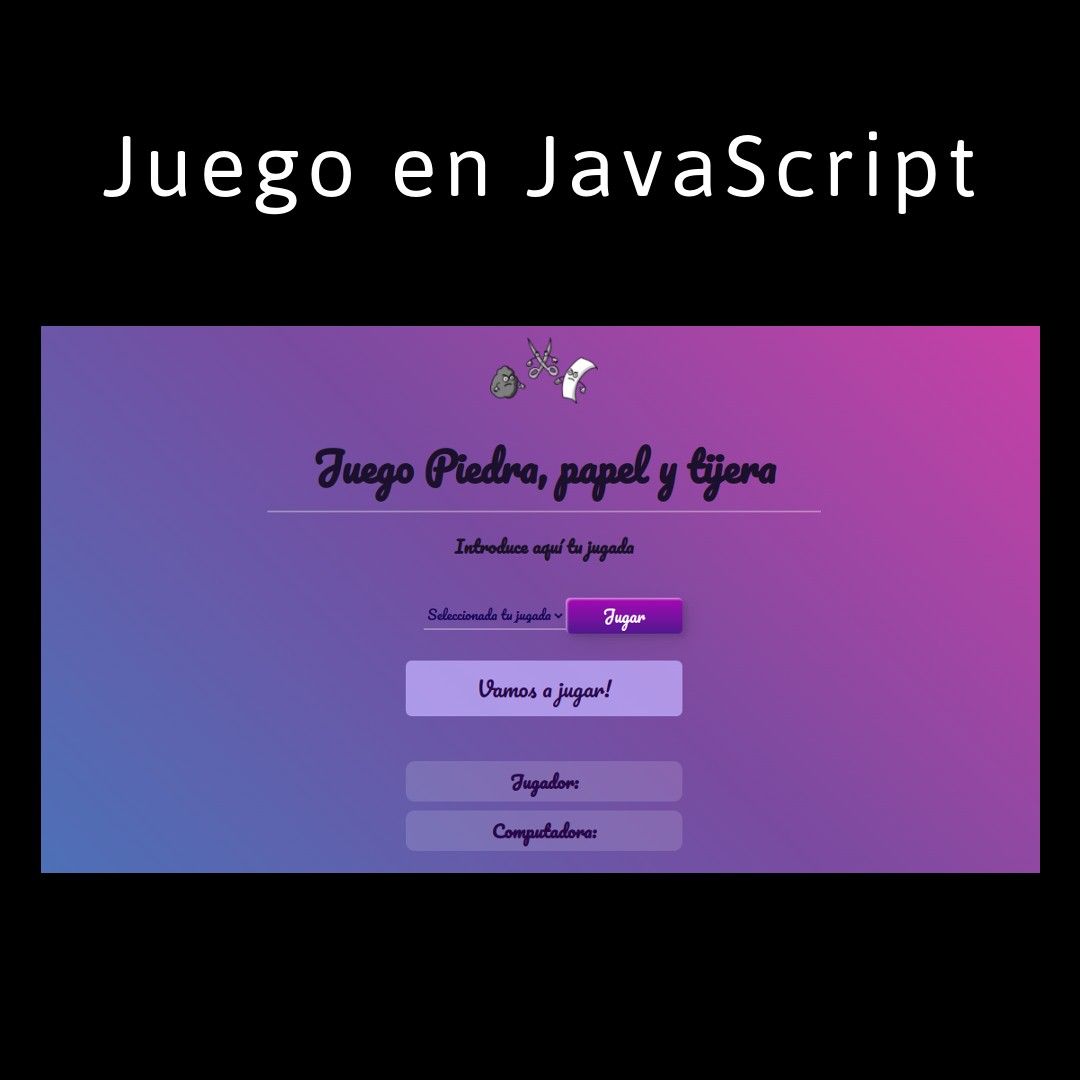 Juego en JavaScript
Juego Piedra, papel y tijera
Introduce aquí tu jugada
Seleccionada tu jugada
Jugar
Vamos a jugar!
Jugador:
Computadora: